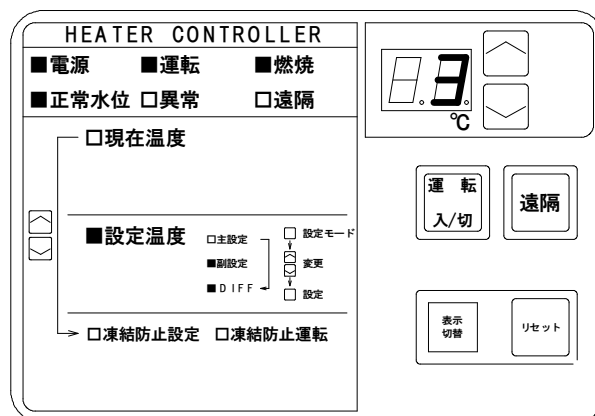 HEATER CONTROLLER
■電源 ■運転 ■燃焼
■正常水位 □異常 □遠隔
3
℃
□現在温度
運 転
入/切
遠隔
■設定温度
□主設定
■副設定
■DIFF
設定モード
変更
設定
□凍結防止設定 □凍結防止運転
表示
切替
リセット